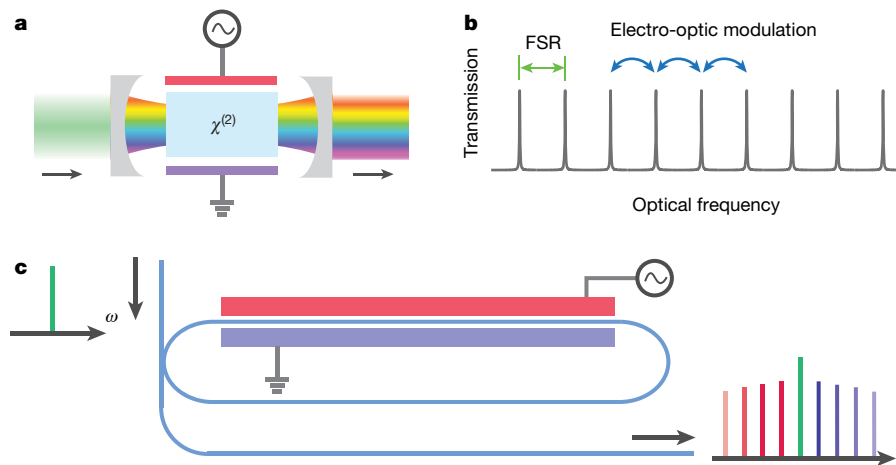 a
χ(2)
b
FSR
Electro-optic modulation
Transmission
Optical frequency
c
ω